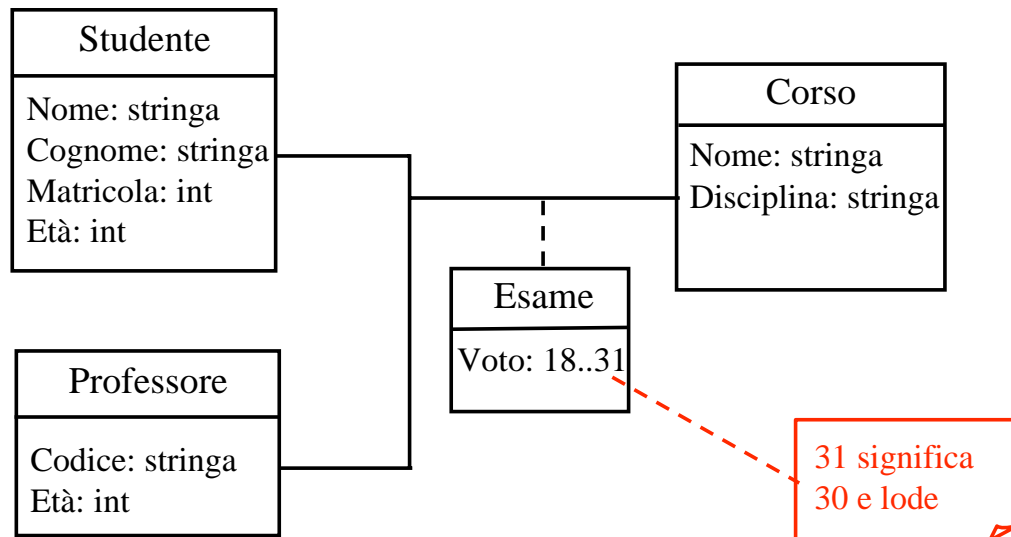 Studente
Nome: stringa
Cognome: stringa
Matricola: int
Età: int
Corso
Nome: stringa
Disciplina: stringa
Esame
Voto: 18..31
Professore
Codice: stringa
Età: int
31 significa
30 e lode